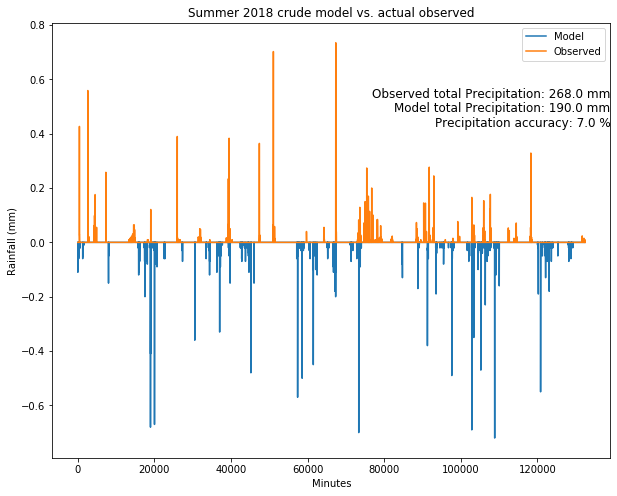 Summer 2018 crude model vs. actual observed
Model
Observed
Observed total Precipitation: 268.0 mm
Model total Precipitation: 190.0 mm
Precipitation accuracy: 7.0 %
Rainfall (mm)
0.8
0.6
0.4
0.2
0.0
−0.2
−0.4
−0.6
0 20000 40000 60000 80000 100000 120000
Minutes